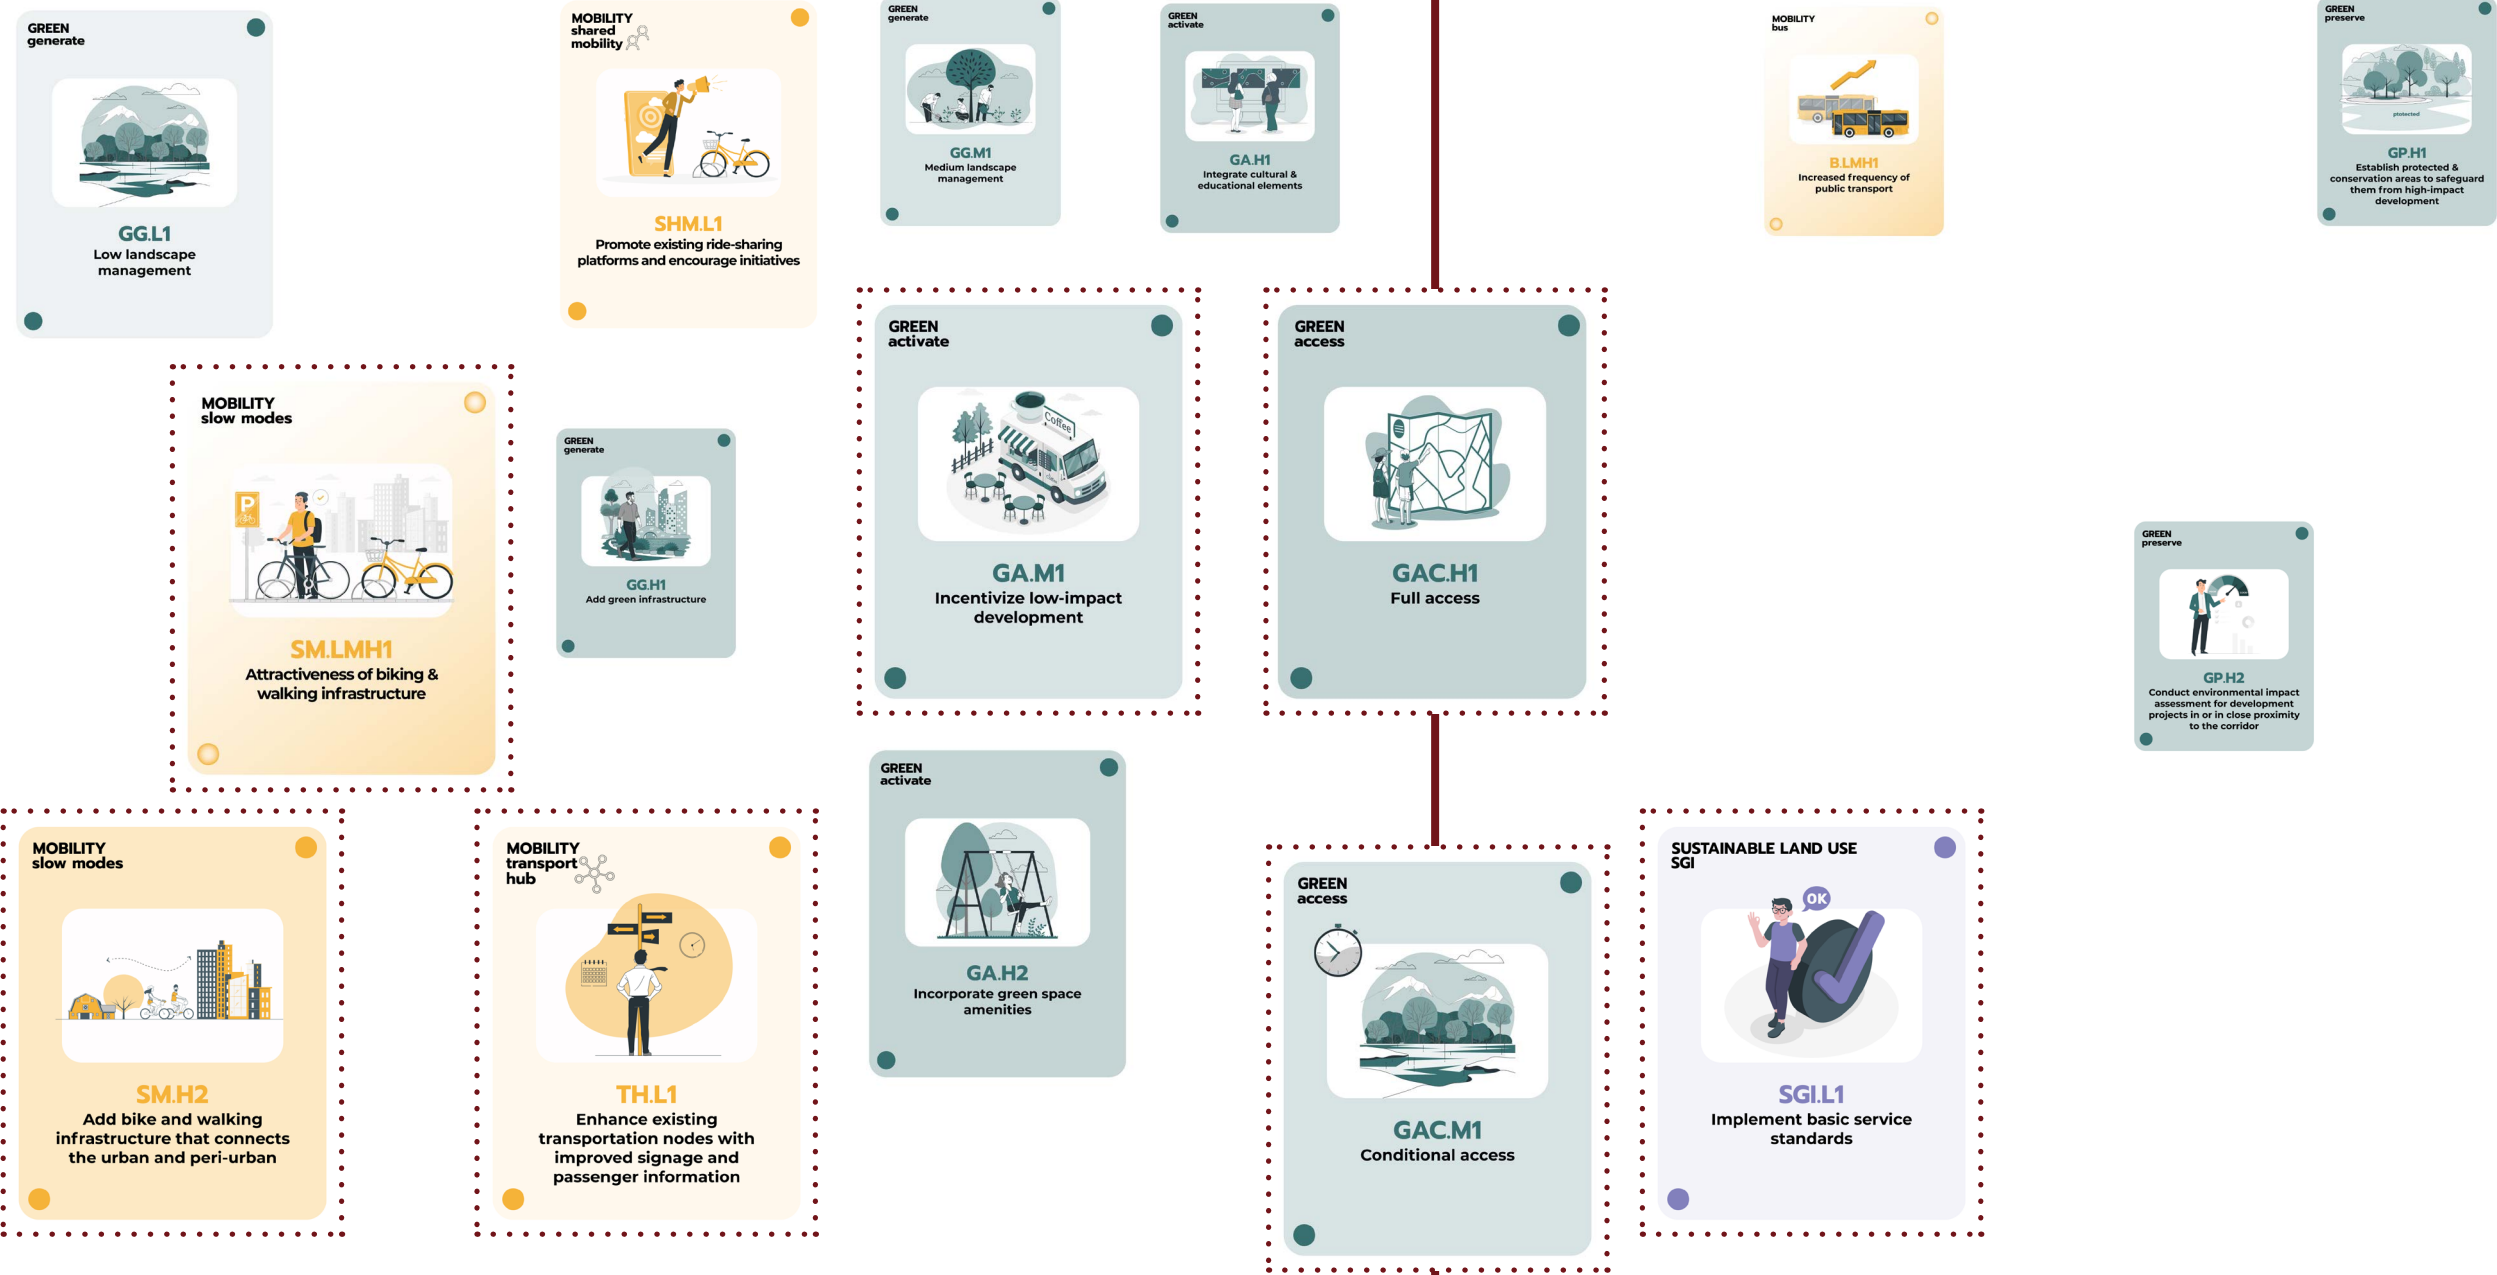 GREEN
generate
GG.L1
Low landscape
management
MOBILITY
shared
mobility
SHM.L1
Promote existing ride-sharing
platforms and encourage initiatives
GREEN
generate
GG.M1
Medium landscape
management
GREEN
activate
GA.H1
Integrate cultural &
educational elements
MOBILITY
bus
B.LMH1
Increased frequency of
public transport
GREEN
preserve
protected
GP.H1
Establish protected &
conservation areas to safeguard
them from high-impact
development
MOBILITY
slow modes
P
SM.LMH1
Attractiveness of biking &
walking infrastructure
GREEN
generate
GG.H1
Add green infrastructure
GREEN
activate
Coffee
GA.M1
Incentivize low-impact
development
GREEN
access
GAC.H1
Full access
GREEN
preserve
GP.H2
Conduct environmental impact
assessment for development
projects in or in close proximity
to the corridor
MOBILITY
slow modes
SM.H2
Add bike and walking
infrastructure that connects
the urban and peri-urban
MOBILITY
transport
hub
TH.L1
Enhance existing
transportation nodes with
improved signage and
passenger information
GREEN
activate
GA.H2
Incorporate green space
amenities
GREEN
access
GAC.M1
Conditional access
SUSTAINABLE LAND USE
SGI
OK
SGI.L1
Implement basic service
standards